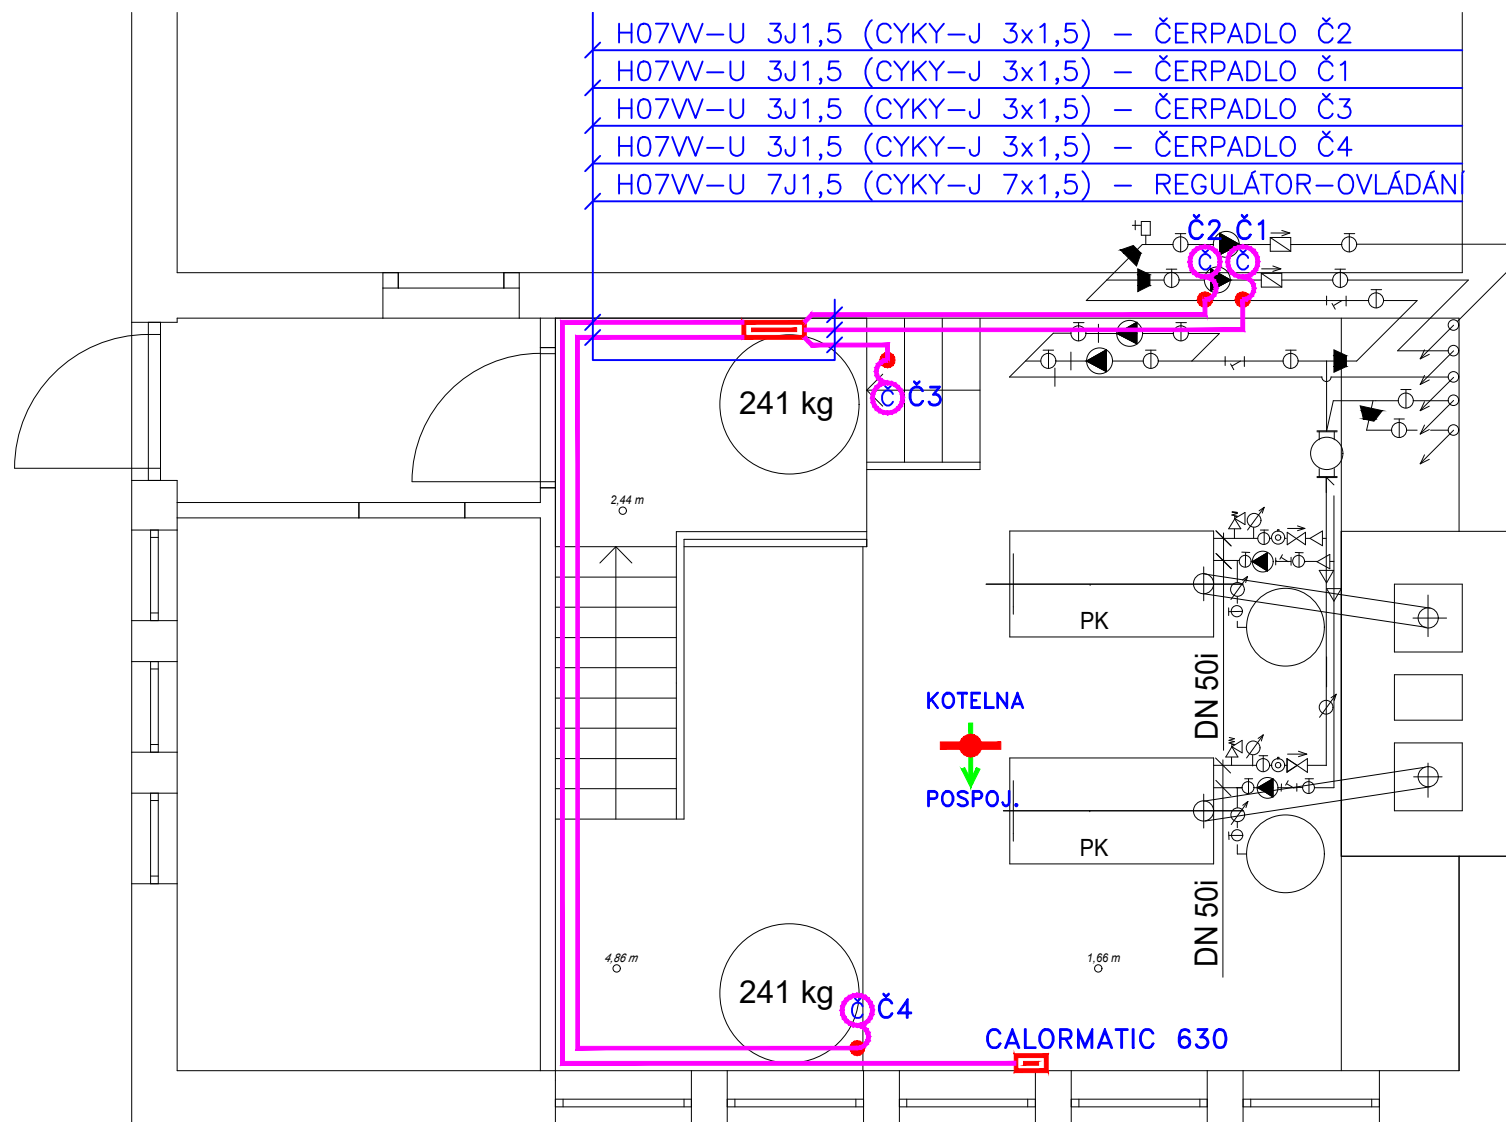 H07VV-U 3J1,5 (CYKY-J 3x1,5) - ČERPADLO Č2
H07VV-U 3J1,5 (CYKY-J 3x1,5) - ČERPADLO Č1
H07VV-U 3J1,5 (CYKY-J 3x1,5) - ČERPADLO Č3
H07VV-U 3J1,5 (CYKY-J 3x1,5) - ČERPADLO Č4
H07VV-U 7J1,5 (CYKY-J 7x1,5) - REGULÁTOR-OVLÁDÁNÍ
Č2 Č1
Č Č
241 kg
Č Č3
2,44 m
PK
DN 50i
KOTELNA
POSPOJ.
PK
DN 50i
4,86 m
1,66 m
241 kg
Č Č4
CALORMATIC 630